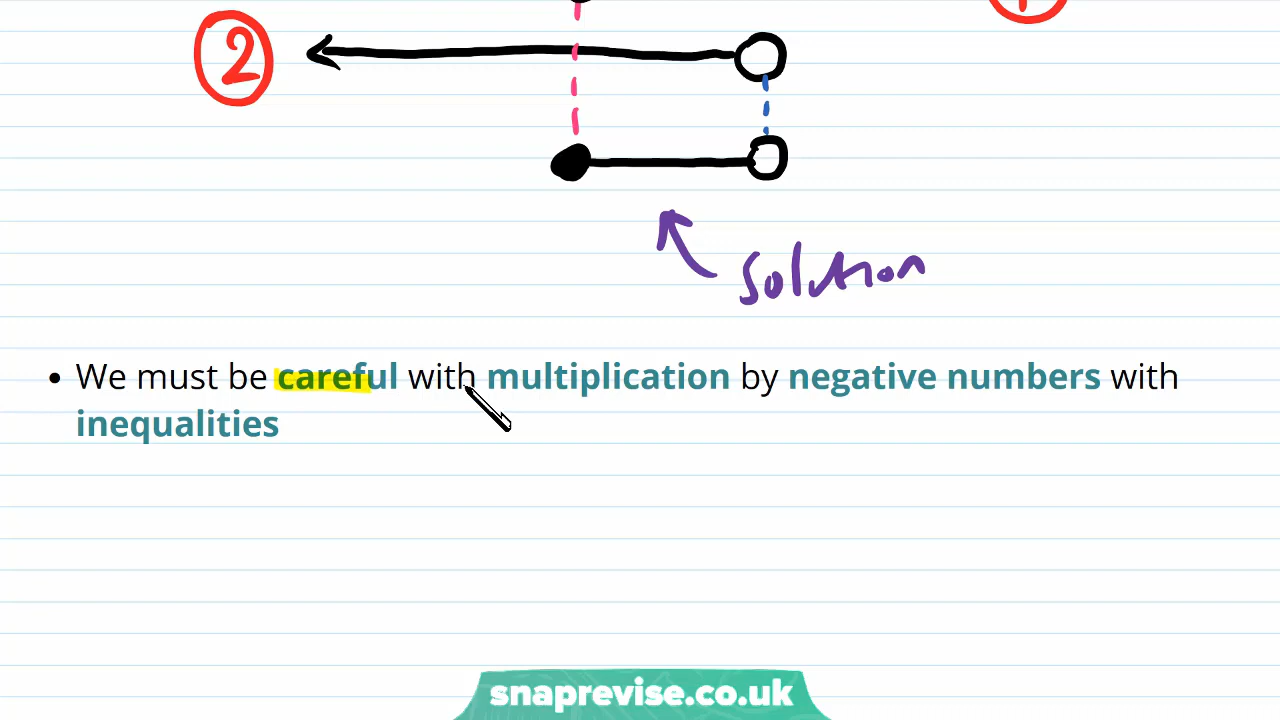 2
solution
• We must be careful with multiplication by negative numbers with
inequalities
snaprevise.co.uk